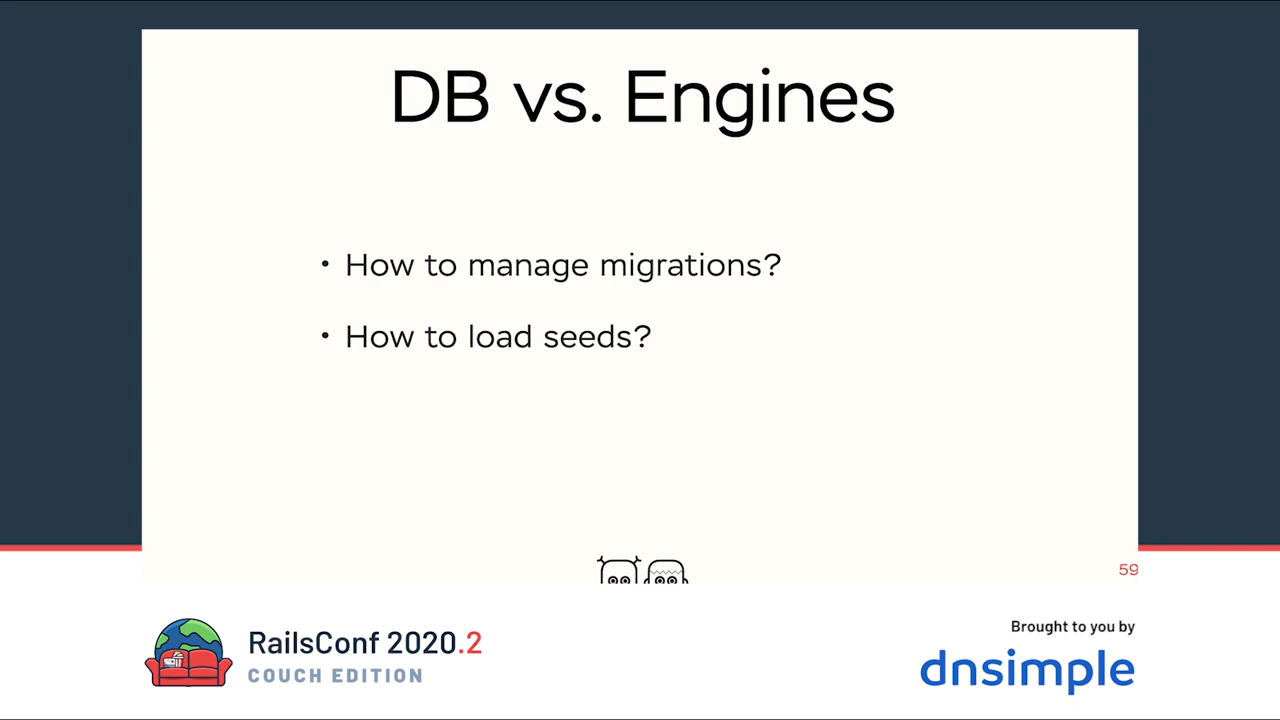 DB vs. Engines
• How to manage migrations?
• How to load seeds?
59
RailsConf 2020.2
COUCH EDITION
Brought to you by
dnsimple